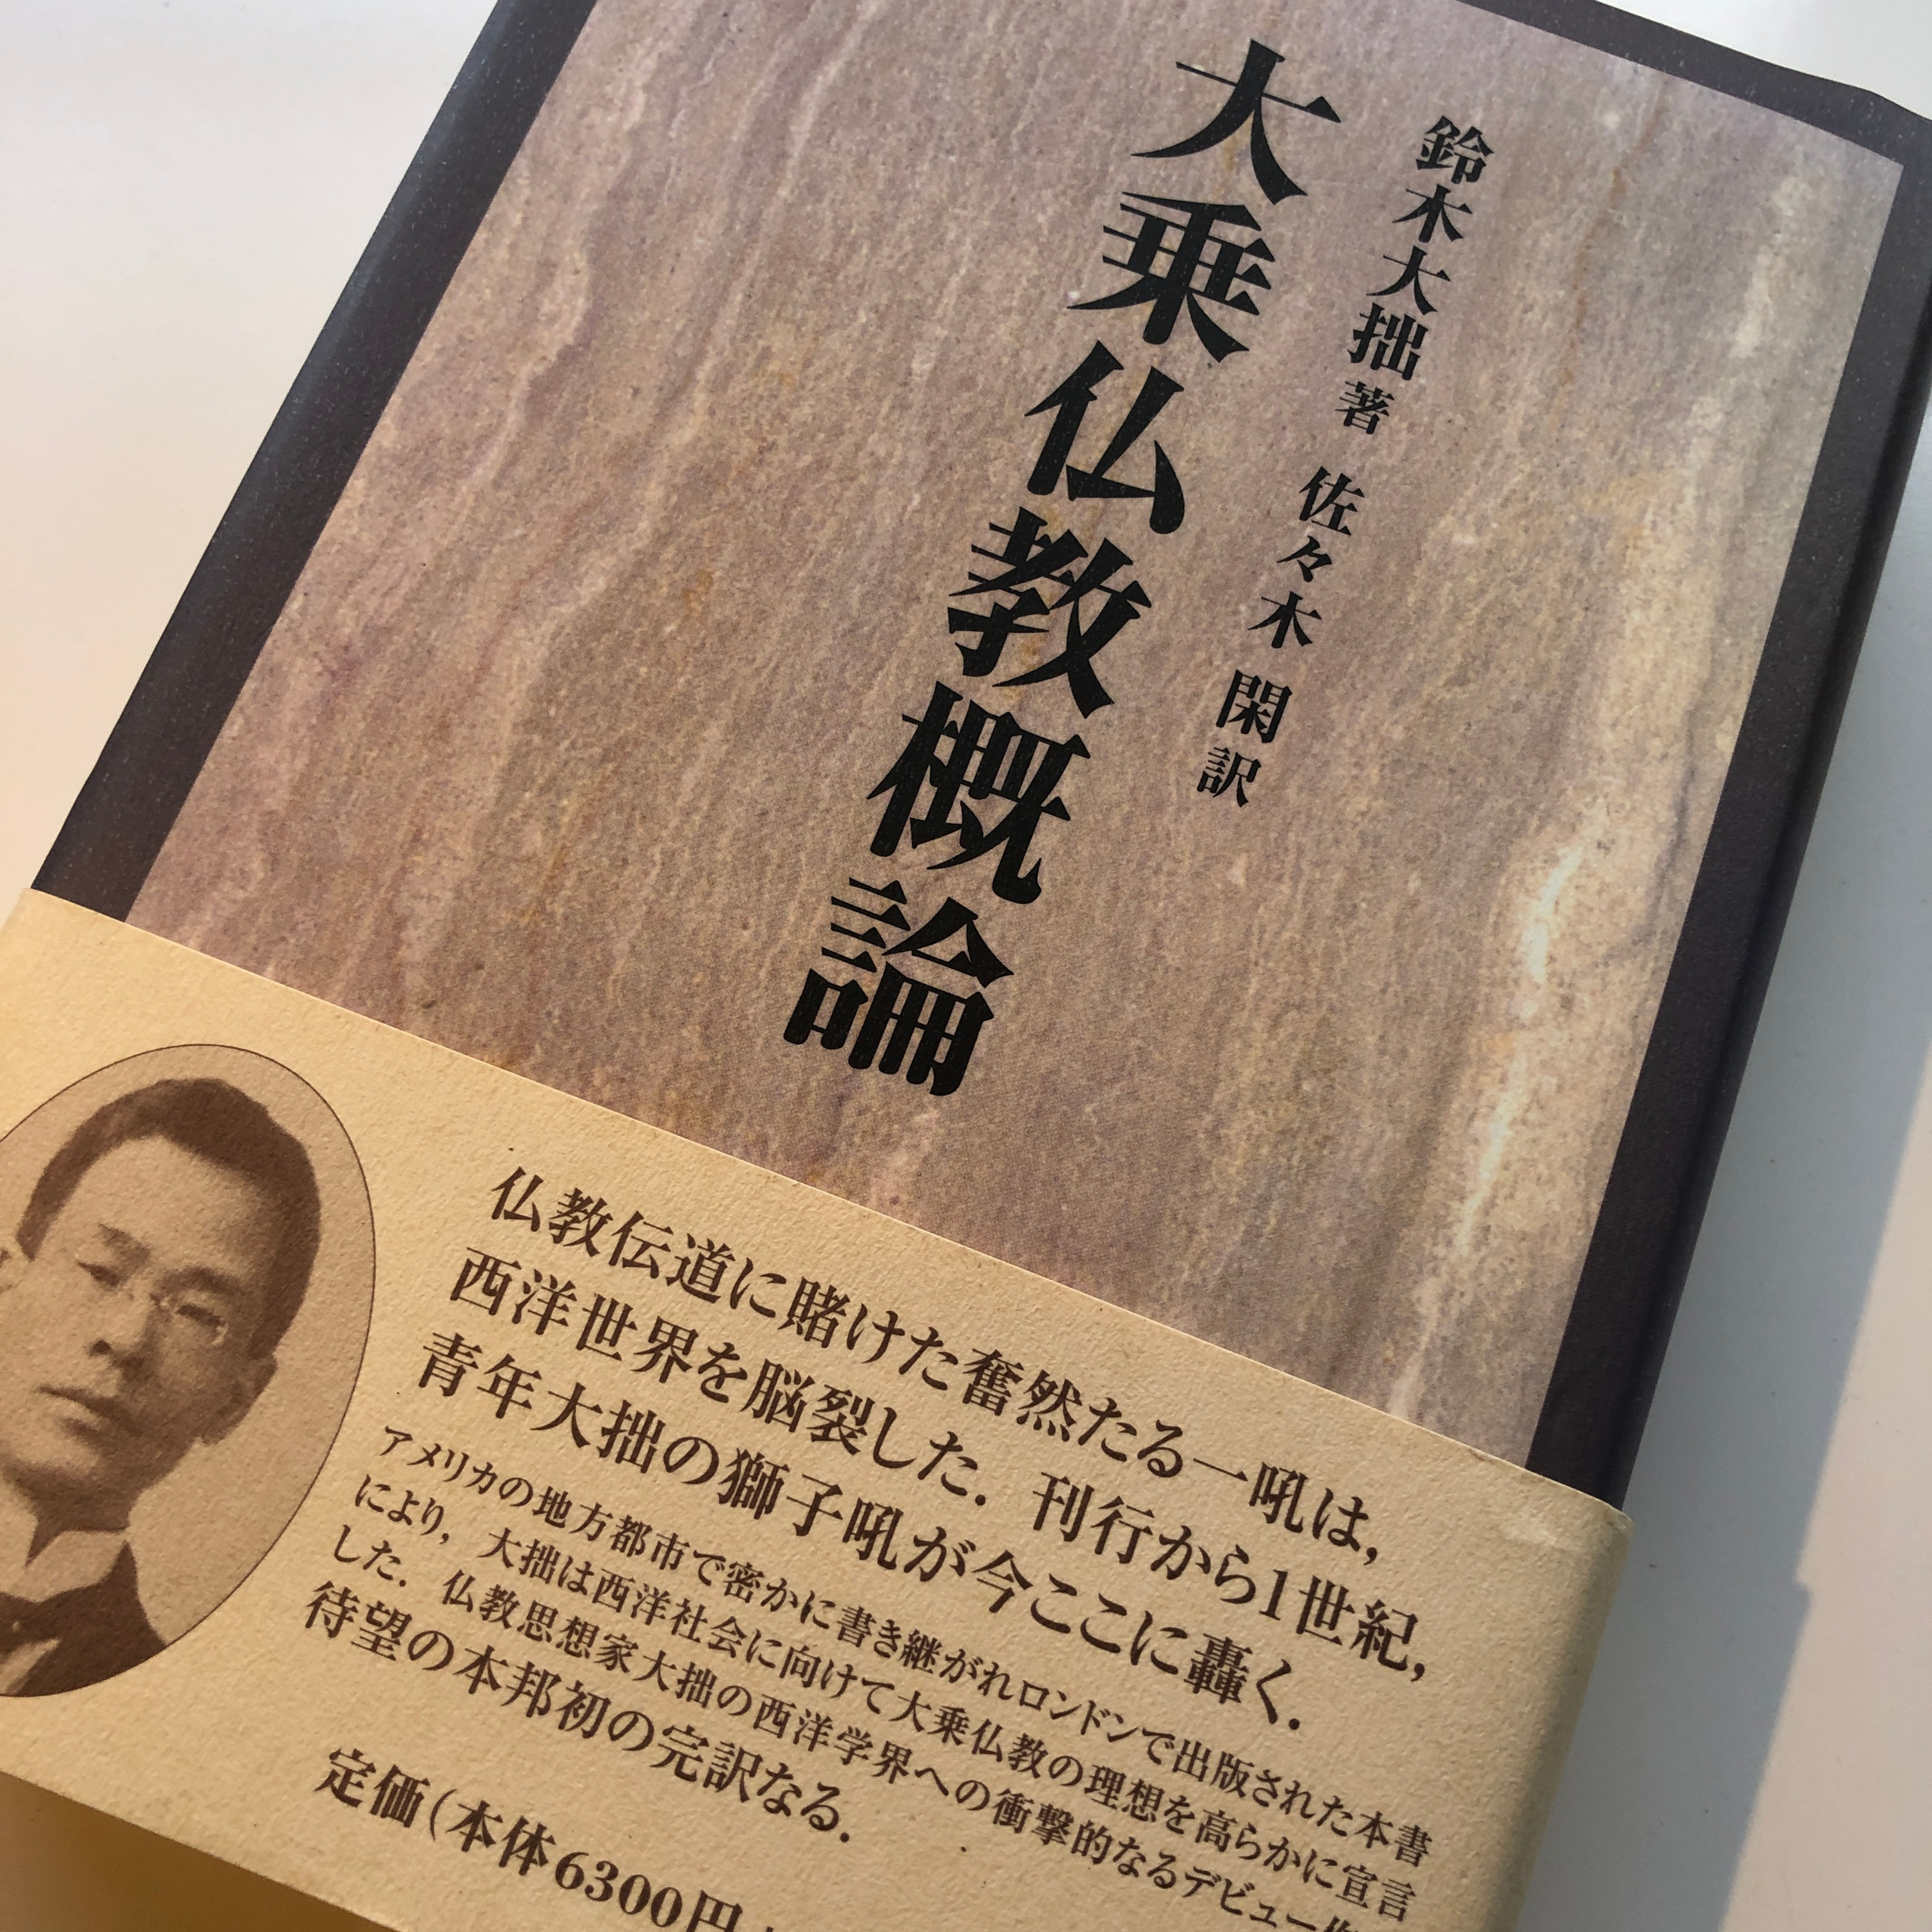 鈴木大拙著 佐々木 閑訳
大乗仏教概論
仏教伝道に賭けた奮然たる一吼は,
西洋世界を脳裂した.刊行から1世紀,
青年大拙の獅子吼が今ここに轟く.
アメリカの地方都市で密かに書き継がれロンドンで出版された本書
により,大拙は西洋社会に向けて大乗仏教の理想を高らかに宣言
した.仏教思想家大拙の西洋学界への衝撃的なるデビュー
待望の本邦初の完訳なる.
定価(本体6300円